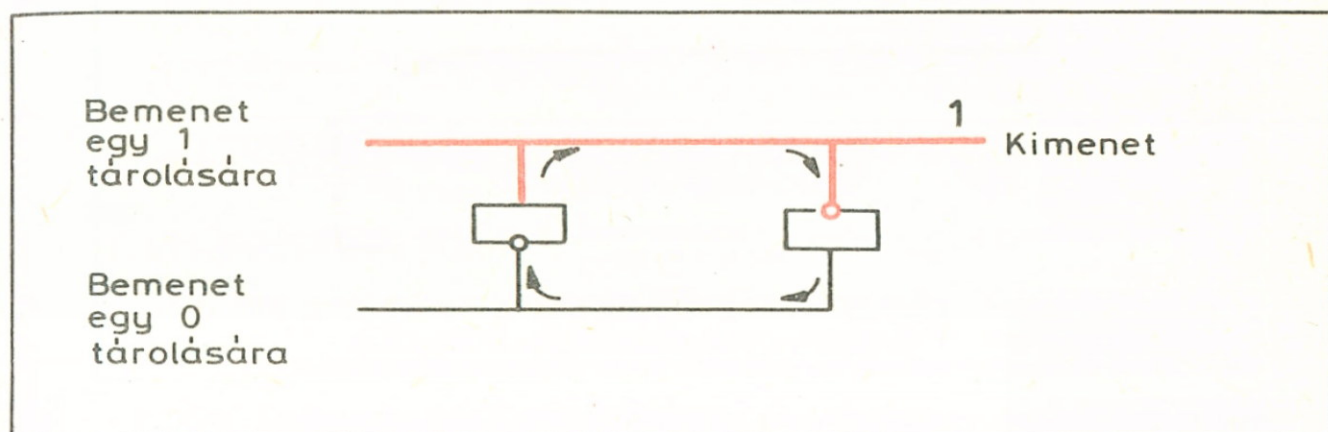 Bemenet
egy 1
tárolására
1
Kimenet
Bemenet
egy 0
tárolására